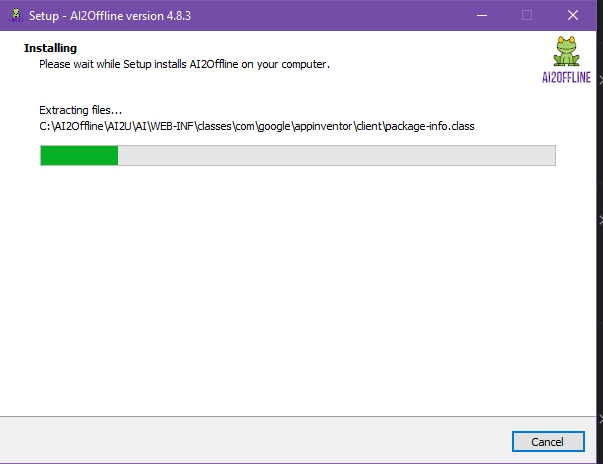 Setup - AI2Offline version 4.8.3
Installing
Please wait while Setup installs AI2Offline on your computer.
AI2OFFLINE
Extracting files...
C:\AI2Offline\AI2U\AI\WEB-INF\classes\com\google\appinventor\client\package-info.class
Cancel